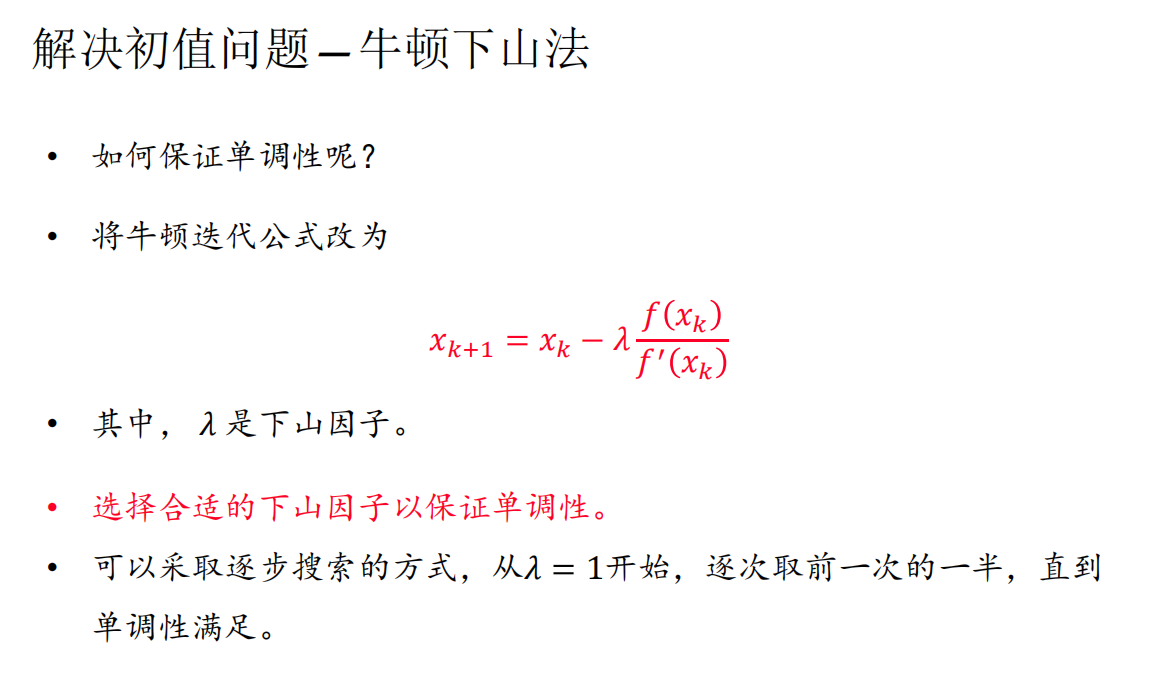 解决初值问题—牛顿下山法
• 如何保证单调性呢？
• 将牛顿迭代公式改为
x_{k+1} = x_k − λ \frac{f(x_k)}{f'(x_k)}
• 其中，λ 是下山因子。
• 选择合适的下山因子以保证单调性。
• 可以采取逐步搜索的方式，从λ = 1开始，逐次取前一次的一半，直到
单调性满足。